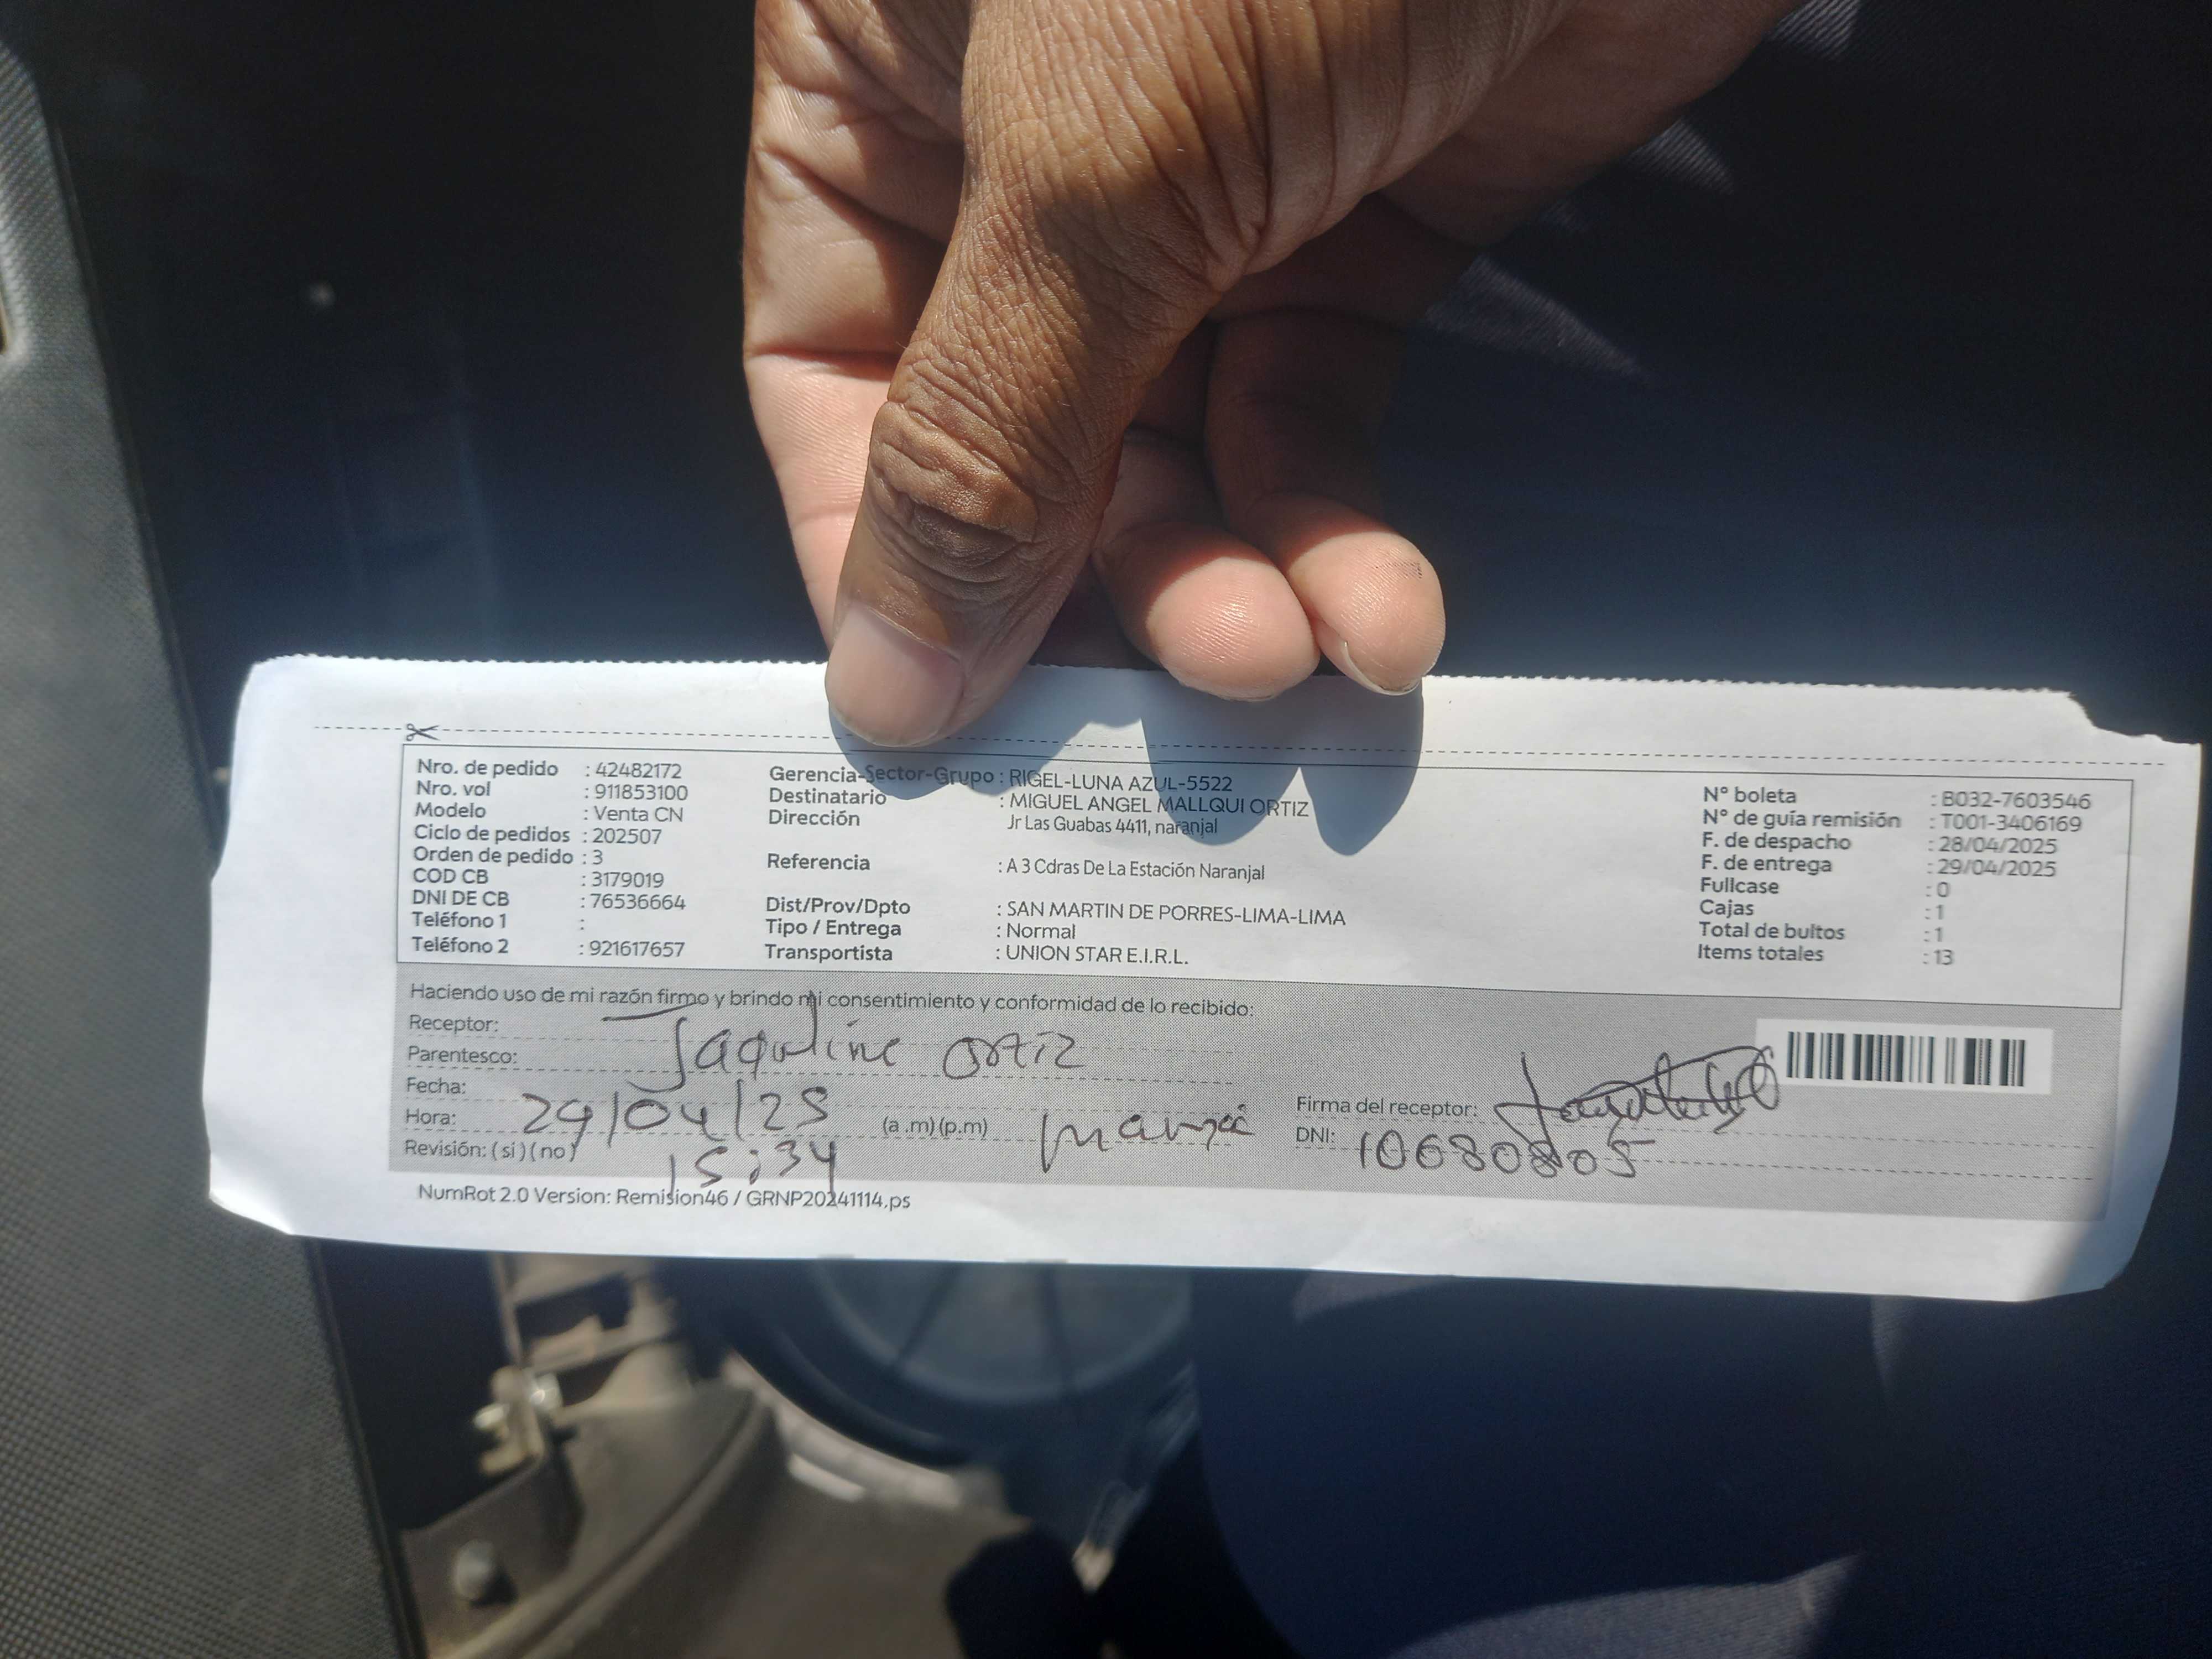 Nro. de pedido : 42482172
Nro. vol : 911853100
Modelo : Venta CN
Ciclo de pedidos : 202507
Orden de pedido : 3
COD CB : 3179019
DNI DE CB : 76536664
Teléfono 1 :
Teléfono 2 : 921617657
Gerencia-Sector-Grupo : RIGEL-LUNA AZUL-5522
Destinatario : MIGUEL ANGEL MALLQUI ORTIZ
Dirección Jr Las Guabas 4411, naranjal
Referencia : A 3 Cdras De La Estación Naranjal
Dist/Prov/Dpto : SAN MARTIN DE PORRES-LIMA-LIMA
Tipo / Entrega : Normal
Transportista : UNION STAR E.I.R.L.
N° boleta : B032-7603546
N° de guía remisión : T001-3406169
F. de despacho : 28/04/2025
F. de entrega : 29/04/2025
Fullcase : 0
Cajas : 1
Total de bultos : 1
Items totales : 13
Haciendo uso de mi razón firmo y brindo mi consentimiento y conformidad de lo recibido:
Receptor: Jaquline Ortiz
Parentesco:
Fecha: 29/04/25
Hora: 15:34 (a .m) (p.m) mamá
Revisión: ( si ) ( no )
Firma del receptor:
DNI:
NumRot 2.0 Version: Remision46 / GRNP20241114.ps